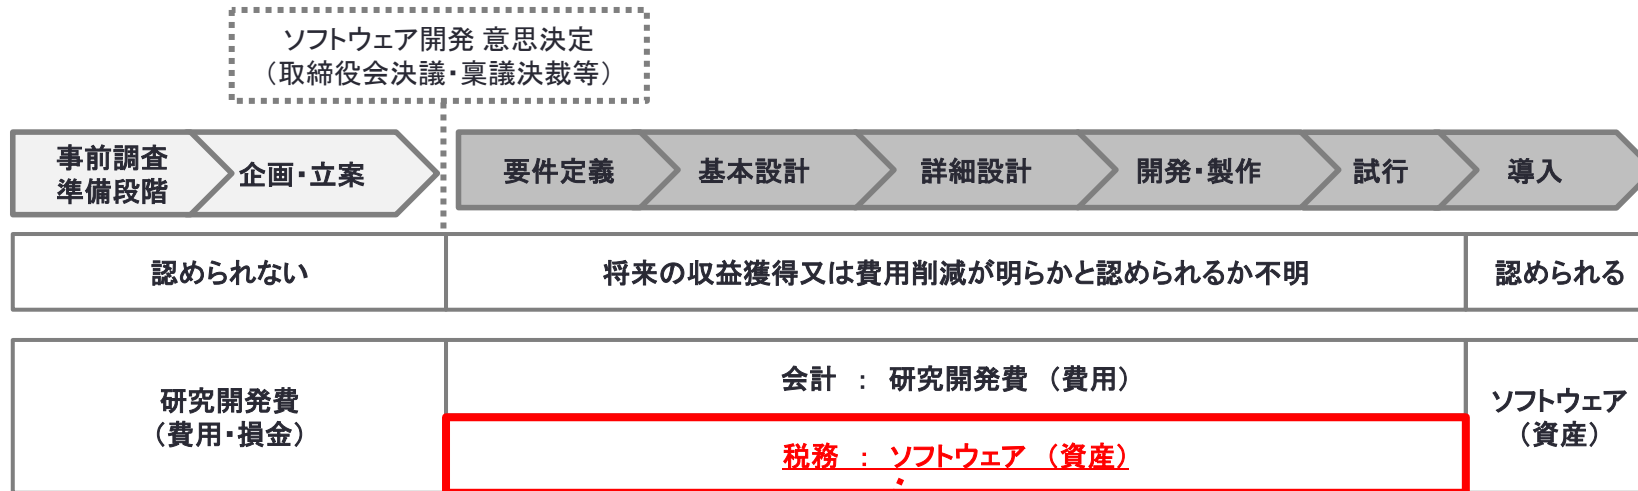 ソフトウェア開発 意思決定
（取締役会決議・稟議決裁等）
事前調査
準備段階
企画・立案
要件定義
基本設計
詳細設計
開発・製作
試行
導入
認められない
将来の収益獲得又は費用削減が明らかと認められるか不明
認められる
研究開発費
（費用・損金）
会計 ： 研究開発費 （費用）
税務 ： ソフトウェア （資産）
ソフトウェア
（資産）